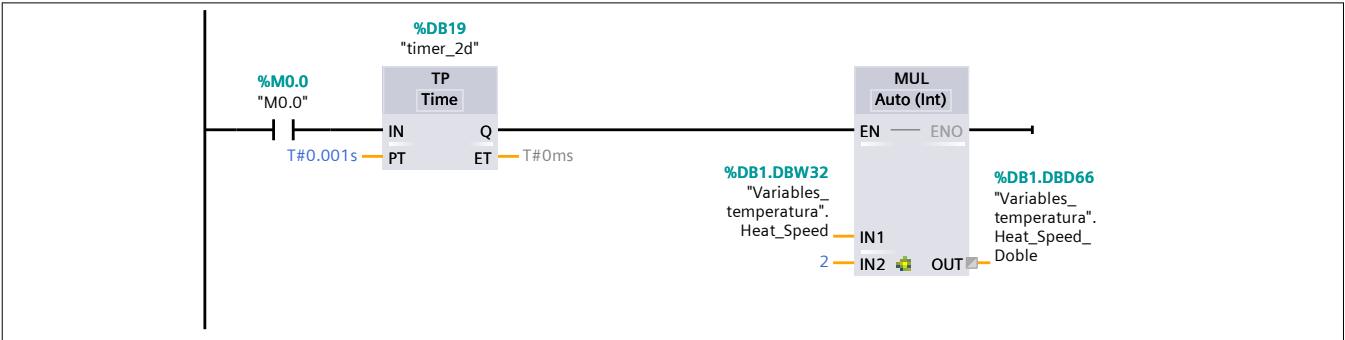 %DB19
"timer_2d"
%M0.0
"M0.0"
TP
Time
IN
Q
T#0.001s
PT
ET
T#0ms
MUL
Auto (Int)
EN
ENO
%DB1.DBW32
"Variables_
temperatura".
Heat_Speed
IN1
2
IN2
OUT
%DB1.DBD66
"Variables_
temperatura".
Heat_Speed_
Doble